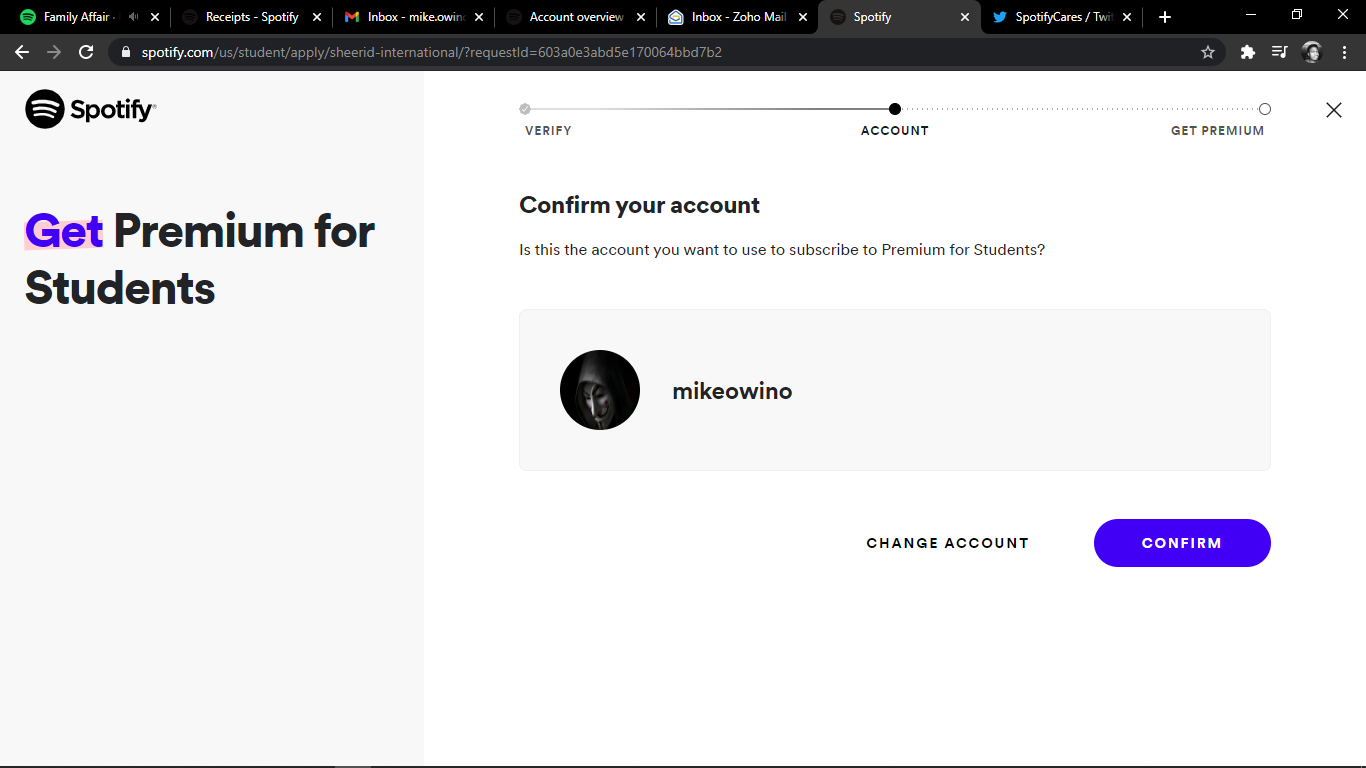 Family Affair ·
Receipts - Spotify
Inbox - mike.owino
Account overview
Inbox - Zoho Mail
Spotify
SpotifyCares / Twit
spotify.com/us/student/apply/sheerid-international/?requestId=603a0e3abd5e170064bbd7b2
Spotify®
VERIFY
ACCOUNT
GET PREMIUM
Get Premium for
Students
Confirm your account
Is this the account you want to use to subscribe to Premium for Students?
mikeowino
CHANGE ACCOUNT
CONFIRM